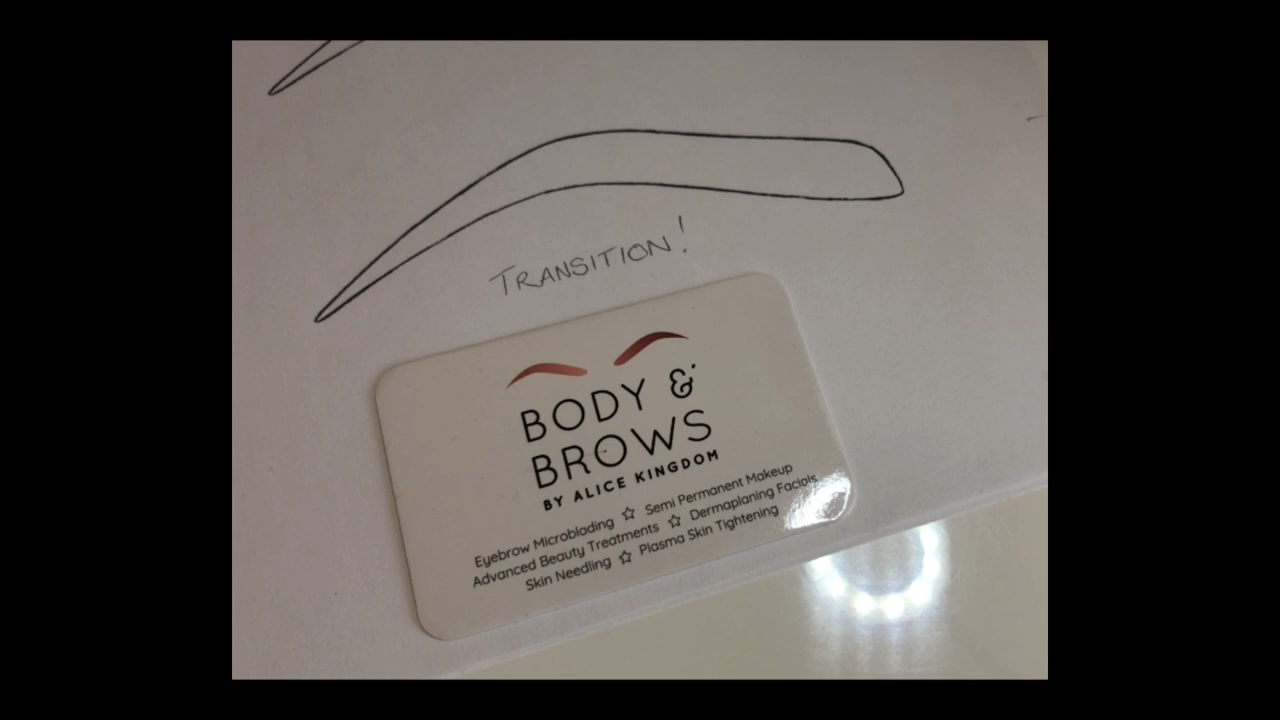 TRANSITION!
BODY &
BROWS
BY ALICE KINGDOM
Eyebrow Microblading ☆ Semi Permanent Makeup
Advanced Beauty Treatments ☆ Dermaplaning Facials
Skin Needling ☆ Plasma Skin Tightening